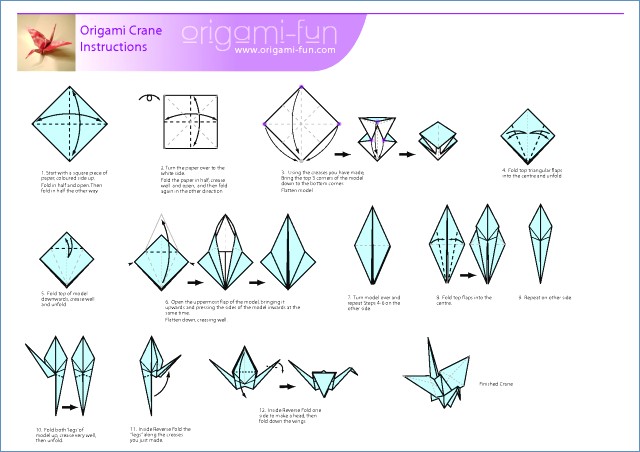 Origami Crane
Instructions
origami-fun
www.origami-fun.com
1. Start with a square piece of
paper, coloured side up.
Fold in half and open. Then
fold in half the other way.
2. Turn the paper over to the
white side.
Fold the paper in half, crease
well and open, and then fold
again in the other direction.
3. Using the creases you have made,
Bring the top 3 corners of the model
down to the bottom corner.
Flatten model
4. Fold top triangular flaps
into the centre and unfold.
5. Fold top of model
downwards, crease well
and unfold
6. Open the uppermost flap of the model, bringing it
upwards and pressing the sides of the model inwards at the
same time.
Flatten down, creasing well.
7. Turn model over and
repeat Steps 4-6 on the
other side.
8. Fold top flaps into the
centre.
9. Repeat on other side
10. Fold both 'legs' of
model up, crease very well,
then unfold.
11. Inside Reverse Fold the
"legs" along the creases
you just made.
12. Inside Reverse Fold one
side to make a head, then
fold down the wings
Finished Crane